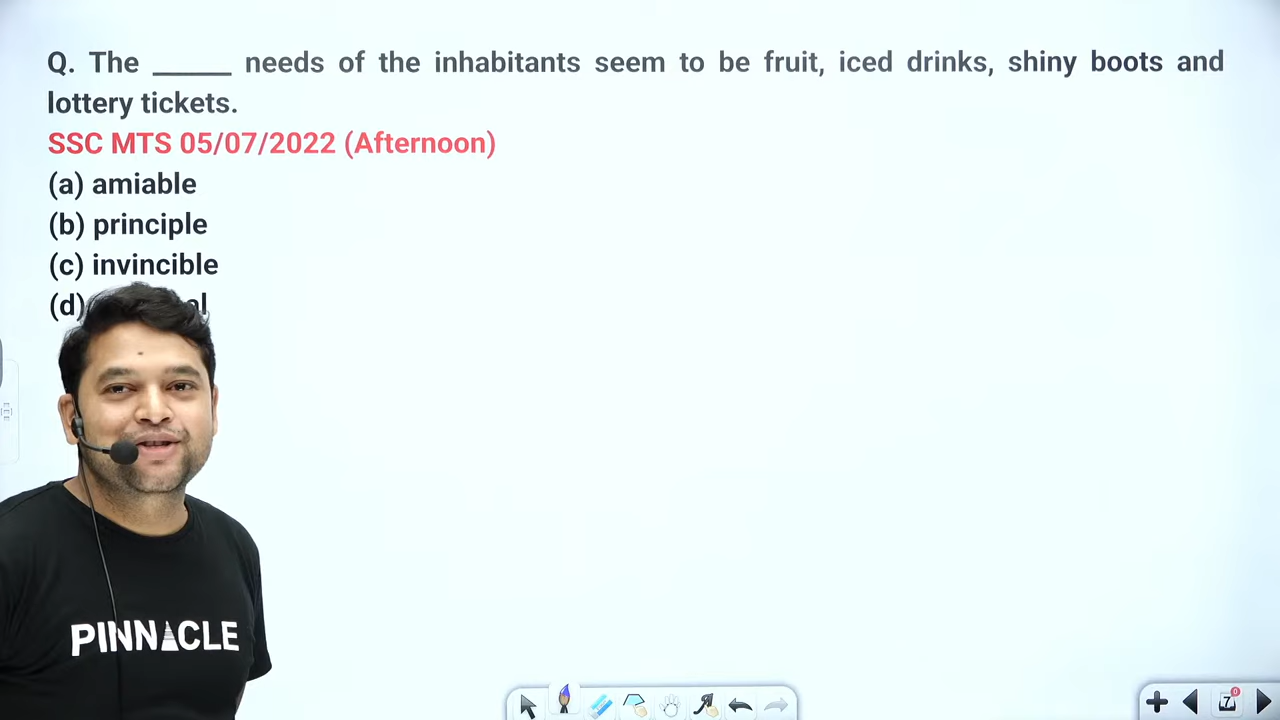 Q. The ______ needs of the inhabitants seem to be fruit, iced drinks, shiny boots and
lottery tickets.
SSC MTS 05/07/2022 (Afternoon)
(a) amiable
(b) principle
(c) invincible
(d)
PINNACLE